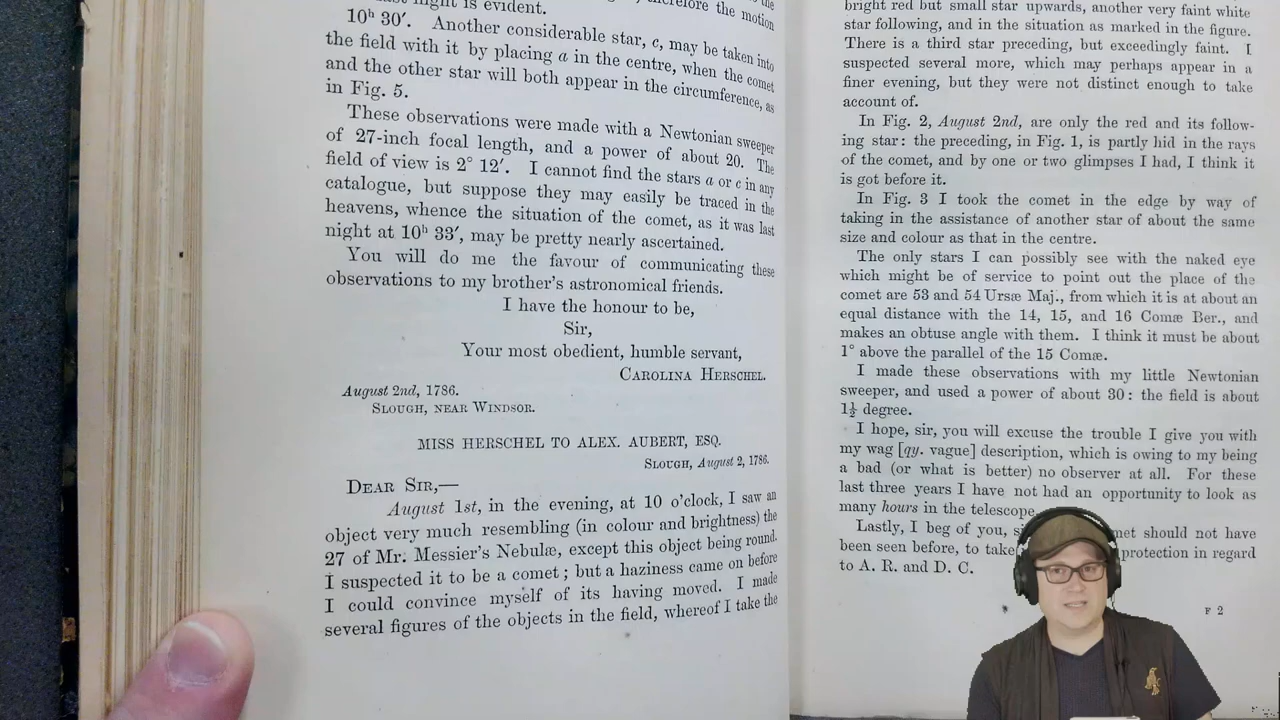 night is evident.
therefore the motion
10ʰ 30′. Another considerable star, c, may be taken into
the field with it by placing a in the centre, when the comet
and the other star will both appear in the circumference, as
in Fig. 5.
These observations were made with a Newtonian sweeper
of 27-inch focal length, and a power of about 20. The
field of view is 2° 12′. I cannot find the stars a or c in any
catalogue, but suppose they may easily be traced in the
heavens, whence the situation of the comet, as it was last
night at 10ʰ 33′, may be pretty nearly ascertained.
You will do me the favour of communicating these
observations to my brother's astronomical friends.
I have the honour to be,
Sir,
Your most obedient, humble servant,
CAROLINA HERSCHEL.
August 2nd, 1786.
SLOUGH, NEAR WINDSOR.
MISS HERSCHEL TO ALEX. AUBERT, ESQ.
SLOUGH, August 2, 1786.
DEAR SIR,—
August 1st, in the evening, at 10 o'clock, I saw an
object very much resembling (in colour and brightness) the
27 of Mr. Messier's Nebulæ, except this object being round.
I suspected it to be a comet; but a haziness came on before
I could convince myself of its having moved. I made
several figures of the objects in the field, whereof I take the
bright red but small star upwards, another very faint white
star following, and in the situation as marked in the figure.
There is a third star preceding, but exceedingly faint. I
suspected several more, which may perhaps appear in a
finer evening, but they were not distinct enough to take
account of.
In Fig. 2, August 2nd, are only the red and its follow-
ing star: the preceding, in Fig. 1, is partly hid in the rays
of the comet, and by one or two glimpses I had, I think it
is got before it.
In Fig. 3 I took the comet in the edge by way of
taking in the assistance of another star of about the same
size and colour as that in the centre.
The only stars I can possibly see with the naked eye
which might be of service to point out the place of the
comet are 53 and 54 Ursæ Maj., from which it is at about an
equal distance with the 14, 15, and 16 Comæ Ber., and
makes an obtuse angle with them. I think it must be about
1° above the parallel of the 15 Comæ.
I made these observations with my little Newtonian
sweeper, and used a power of about 30: the field is about
1½ degree.
I hope, sir, you will excuse the trouble I give you with
my wag [qy. vague] description, which is owing to my being
a bad (or what is better) no observer at all. For these
last three years I have not had an opportunity to look as
many hours in the telescope.
Lastly, I beg of you, should not have
been seen before, to take protection in regard
to A. R. and D. C.
F 2